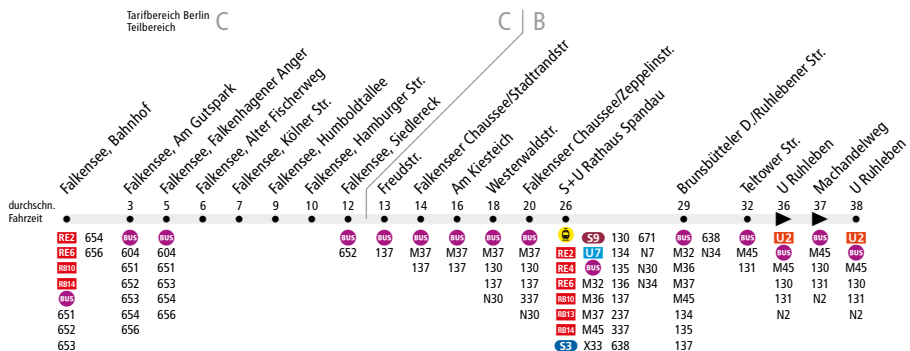 Tarifbereich Berlin
Teilbereich
C
C
B
Falkensee, Bahnhof
Falkensee, Am Gutspark
Falkensee, Falkenhagener Anger
Falkensee, Alter Fischerweg
Falkensee, Kölner Str.
Falkensee, Humboldtallee
Falkensee, Hamburger Str.
Falkensee, Siedlereck
Freudstr.
Falkenseer Chaussee/Stadtrandstr
Am Kiesteich
Westerwaldstr.
Falkenseer Chaussee/Zeppelinstr.
S+U Rathaus Spandau
Brunsbütteler D./Ruhlebener Str.
Teltower Str.
U Ruhleben
Machandelweg
U Ruhleben
durchschn. 3 5 6 7 9 10 12 13 14 16 18 20 26 29 32 36 37 38
Fahrzeit
RE2 654 BUS BUS BUS BUS BUS BUS BUS BUS S9 130 671 BUS 638 BUS U2 BUS U2
RE6 656 604 604 652 137 M37 M37 M37 M37 RE2 U7 134 N7 M32 N34 M45 BUS M45 BUS
RB10 651 651 137 137 130 130 RE4 BUS 135 N30 M36 131 M45 130 M45
RB14 652 653 137 337 RE6 M32 136 N34 M37 130 131 130
BUS 653 654 N30 N30 RB10 M36 137 M45 131 N2 131
651 654 656 RB13 M37 237 134 N2 N2
652 656 RB14 M45 337 135
653 S3 X33 638 137